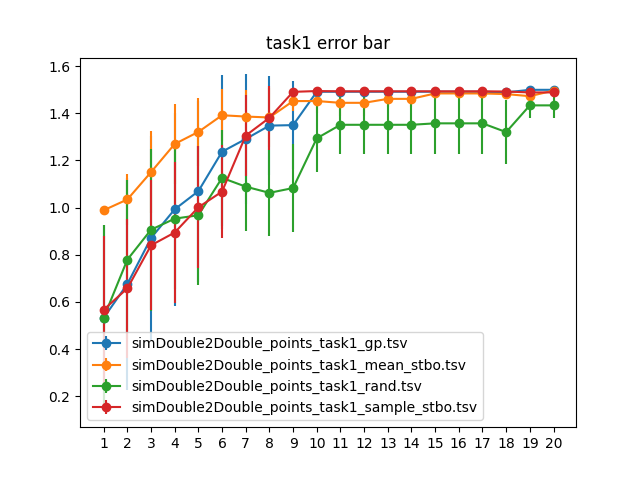 task1 error bar
1.6
1.4
1.2
1.0
0.8
0.6
0.4
0.2
simDouble2Double_points_task1_gp.tsv
simDouble2Double_points_task1_mean_stbo.tsv
simDouble2Double_points_task1_rand.tsv
simDouble2Double_points_task1_sample_stbo.tsv
1 2 3 4 5 6 7 8 9 10 11 12 13 14 15 16 17 18 19 20